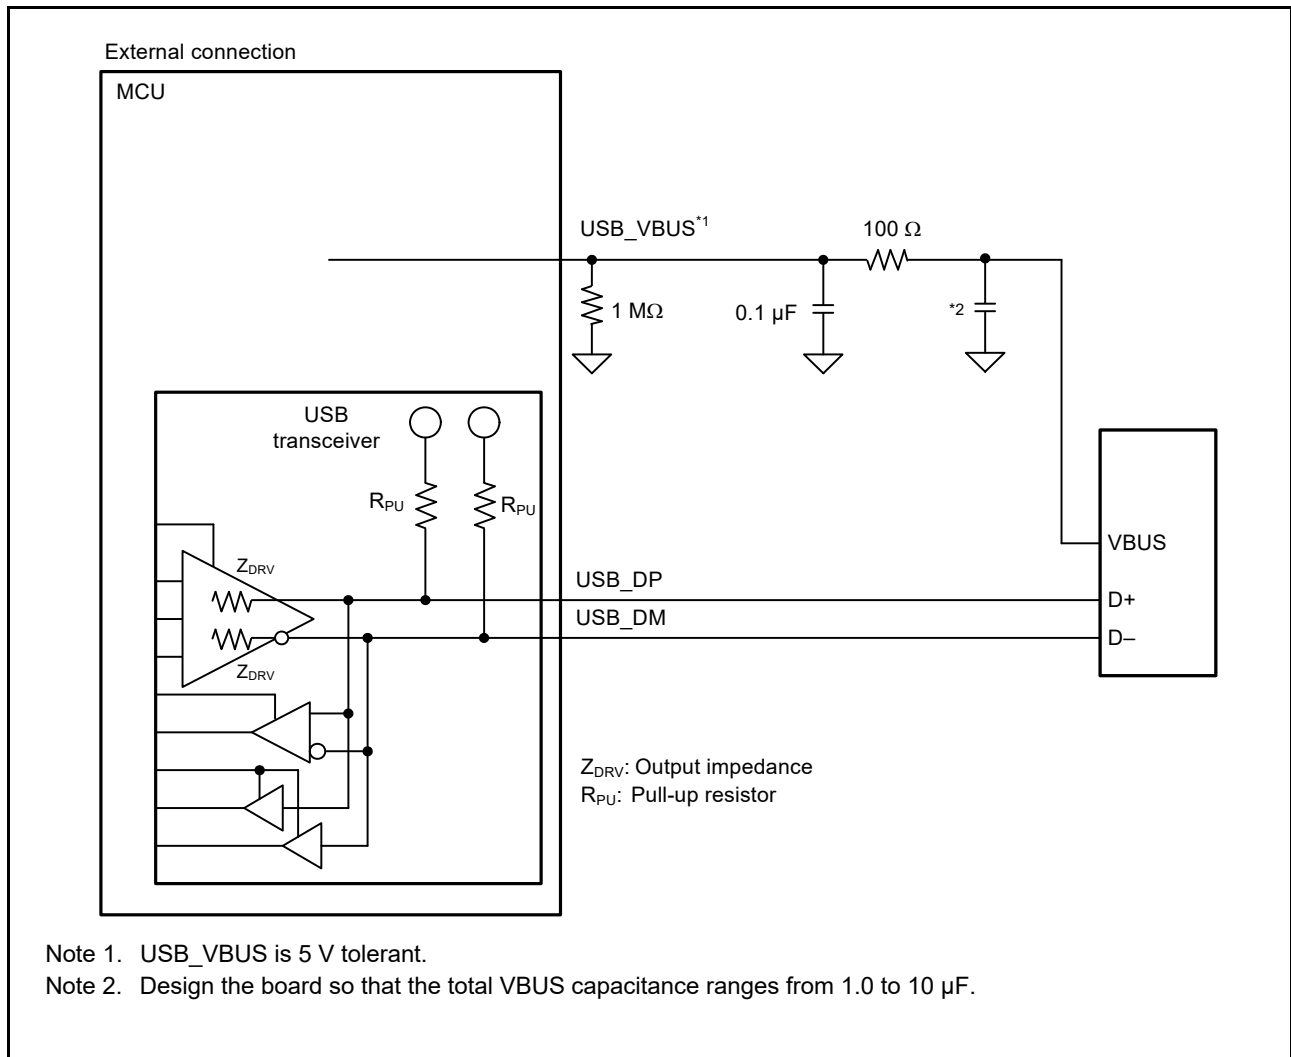 External connection
MCU
USB_VBUS*1
100 Ω
1 MΩ
0.1 µF
*2
USB
transceiver
RPU
RPU
ZDRV
ZDRV
USB_DP
USB_DM
VBUS
D+
D–
ZDRV: Output impedance
RPU: Pull-up resistor
Note 1. USB_VBUS is 5 V tolerant.
Note 2. Design the board so that the total VBUS capacitance ranges from 1.0 to 10 µF.